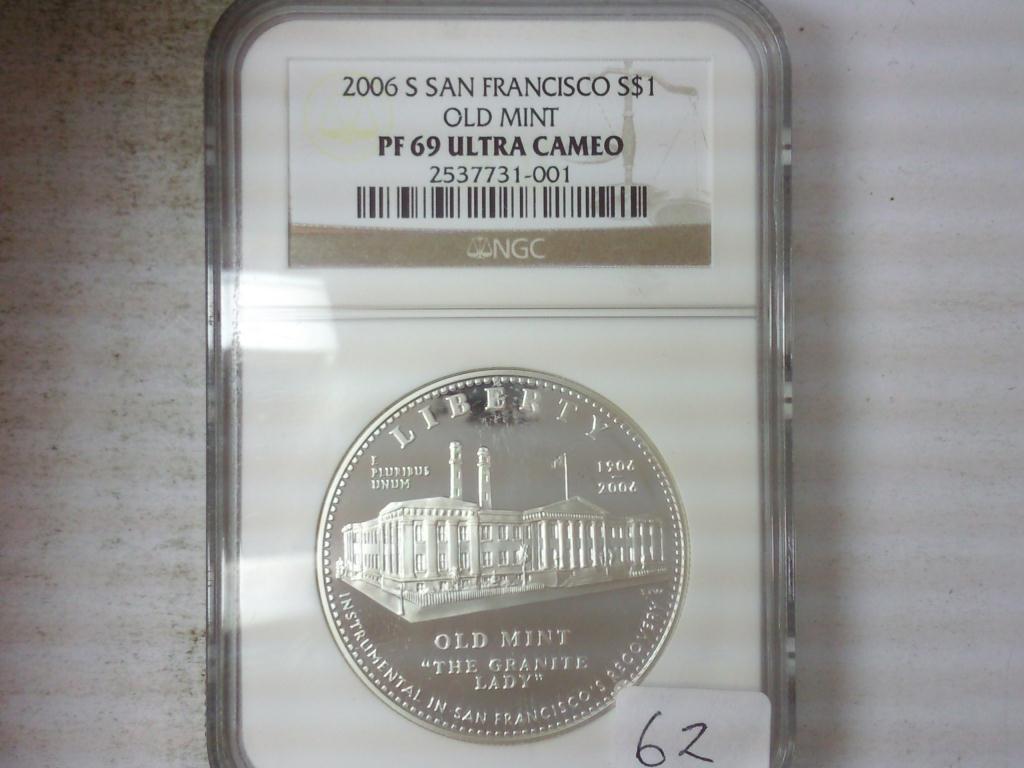 2006 S SAN FRANCISCO S$1
OLD MINT
PF 69 ULTRA CAMEO
2537731-001
NGC
LIBERTY
E
PLURIBUS
UNUM
1906
2006
OLD MINT
"THE GRANITE
LADY"
INSTRUMENTAL IN SAN FRANCISCO'S RECOVERY
62